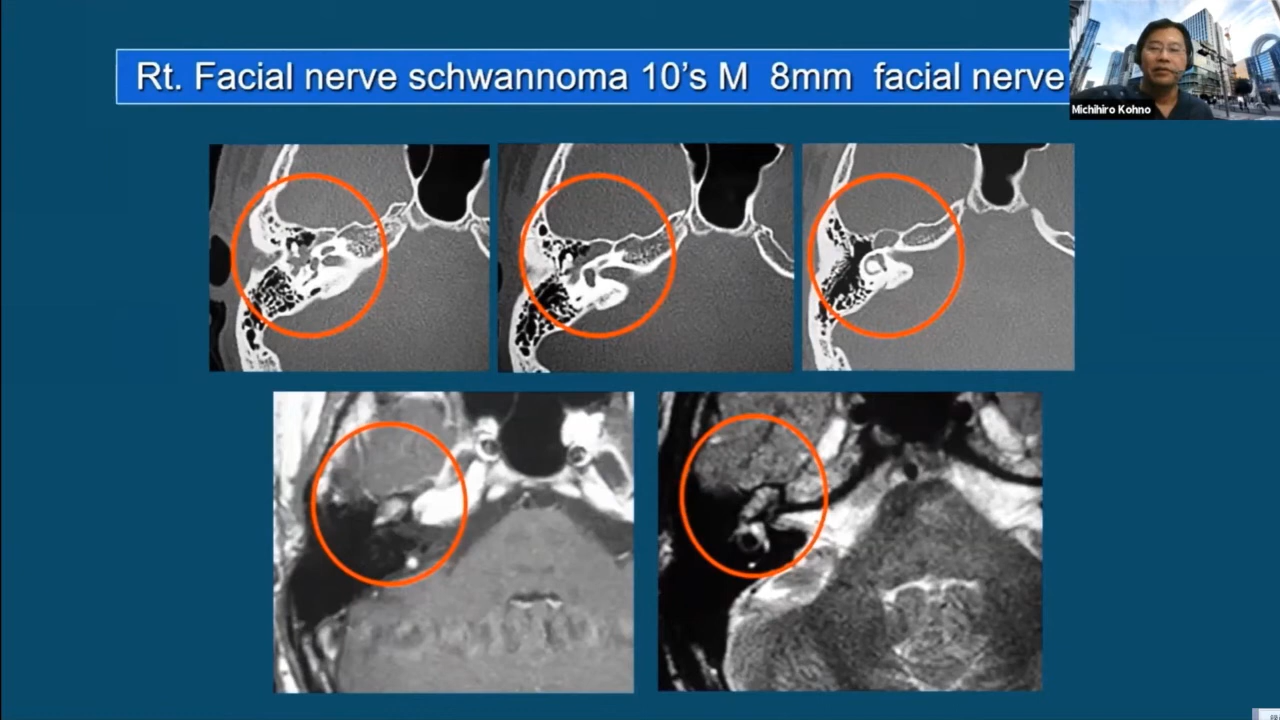 Rt. Facial nerve schwannoma 10’s M  8mm  facial nerve
Michihiro Kohno